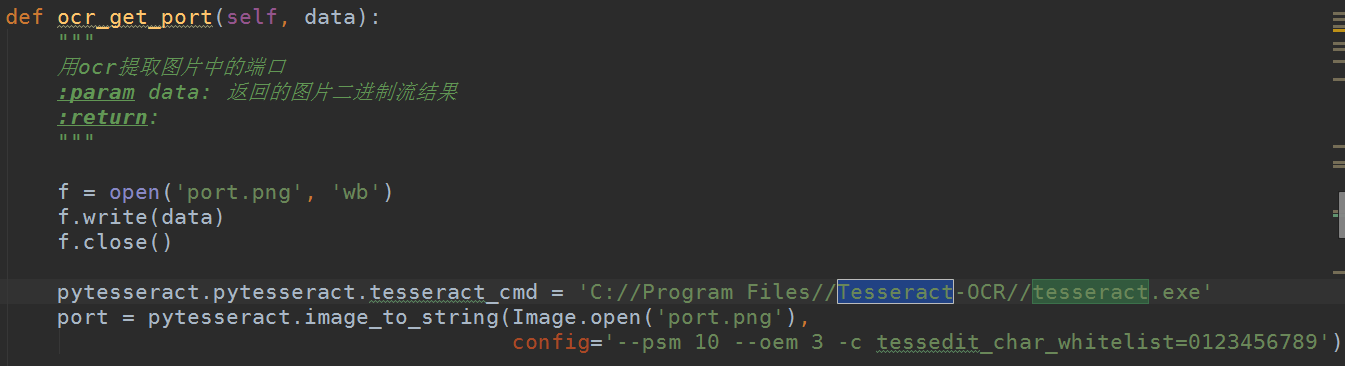 def ocr_get_port(self, data):
"""
用ocr提取图片中的端口
:param data: 返回的图片二进制流结果
:return:
"""
f = open('port.png', 'wb')
f.write(data)
f.close()
pytesseract.pytesseract.tesseract_cmd = 'C://Program Files//Tesseract-OCR//tesseract.exe'
port = pytesseract.image_to_string(Image.open('port.png'),
config='--psm 10 --oem 3 -c tessedit_char_whitelist=0123456789')